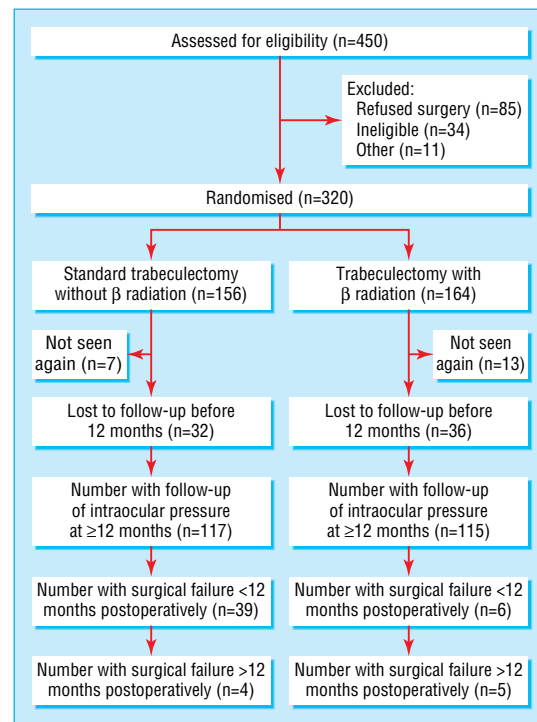 Assessed for eligibility (n=450)
Excluded:
Refused surgery (n=85)
Ineligible (n=34)
Other (n=11)
Randomised (n=320)
Standard trabeculectomy
without β radiation (n=156)
Trabeculectomy with
β radiation (n=164)
Not seen
again (n=7)
Not seen
again (n=13)
Lost to follow-up before
12 months (n=32)
Lost to follow-up before
12 months (n=36)
Number with follow-up
of intraocular pressure
at ≥12 months (n=117)
Number with follow-up
of intraocular pressure
at ≥12 months (n=115)
Number with surgical failure <12
months postoperatively (n=39)
Number with surgical failure <12
months postoperatively (n=6)
Number with surgical failure >12
months postoperatively (n=4)
Number with surgical failure >12
months postoperatively (n=5)